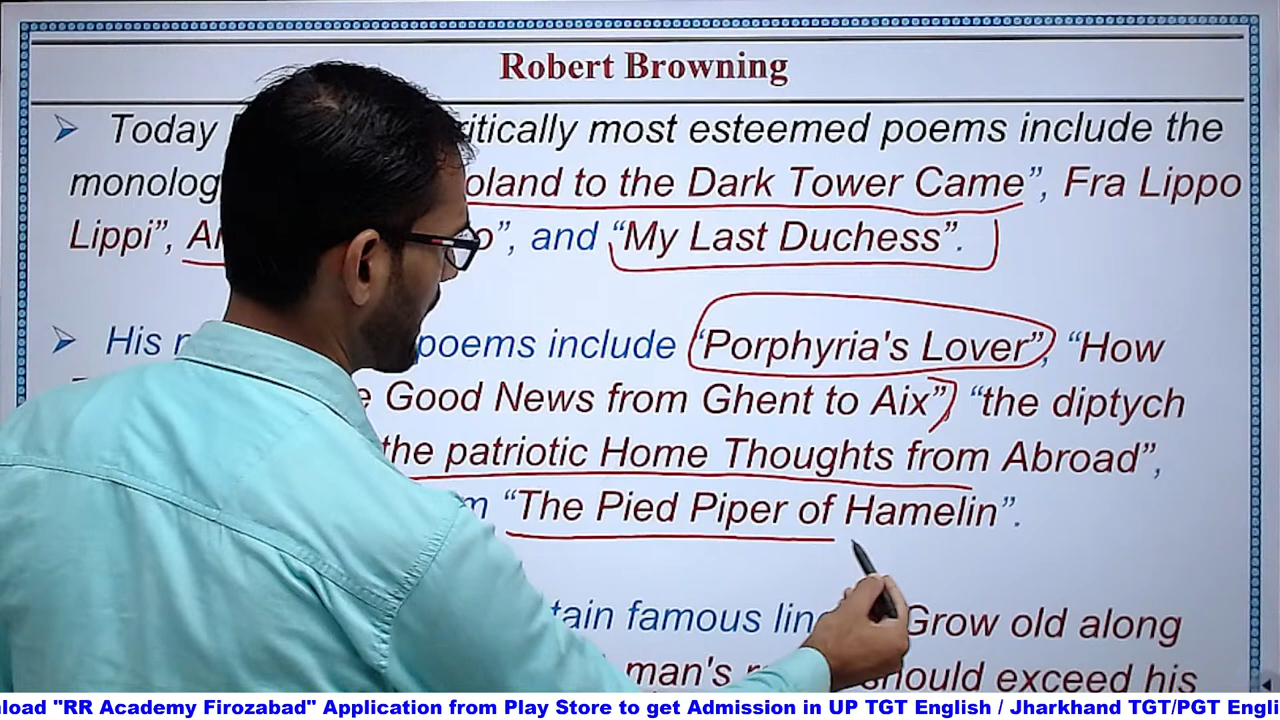 Robert Browning
Today ritically most esteemed poems include the
monolog oland to the Dark Tower Came”, Fra Lippo
Lippi”, An o”, and “My Last Duchess”.
His poems include “Porphyria's Lover”, “How
e Good News from Ghent to Aix”, “the diptych
the patriotic Home Thoughts from Abroad”,
“The Pied Piper of Hamelin”.
tain famous lin Grow old along
man's r should exceed his
nload "RR Academy Firozabad" Application from Play Store to get Admission in UP TGT English / Jharkhand TGT/PGT Engli